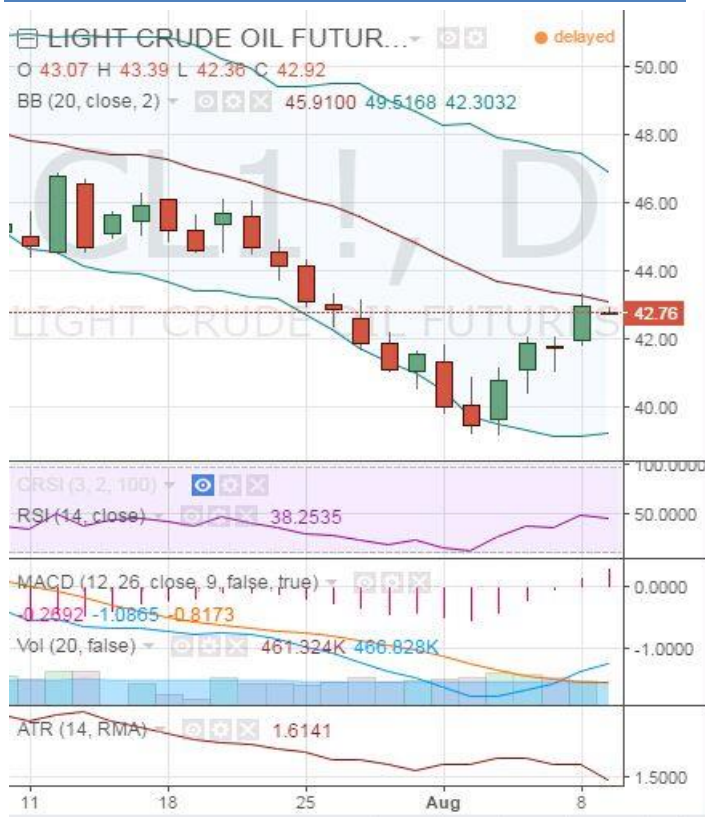 LIGHT CRUDE OIL FUTUR...
delayed
O 43.07 H 43.39 L 42.36 C 42.92
BB (20, close, 2) 45.9100 49.5168 42.3032
CL1!, D
LIGHT CRUDE OIL FUTURES
50.00
48.00
46.00
44.00
42.76
42.00
40.00
CRSI (3, 2, 100)
100.0000
RSI (14, close) 38.2535
50.0000
MACD (12, 26, close, 9, false, true)
0.0000
-0.2692 -1.0865 -0.8173
Vol (20, false) 461.324K 466.828K
-1.0000
ATR (14, RMA) 1.6141
1.5000
11 18 25 Aug 8